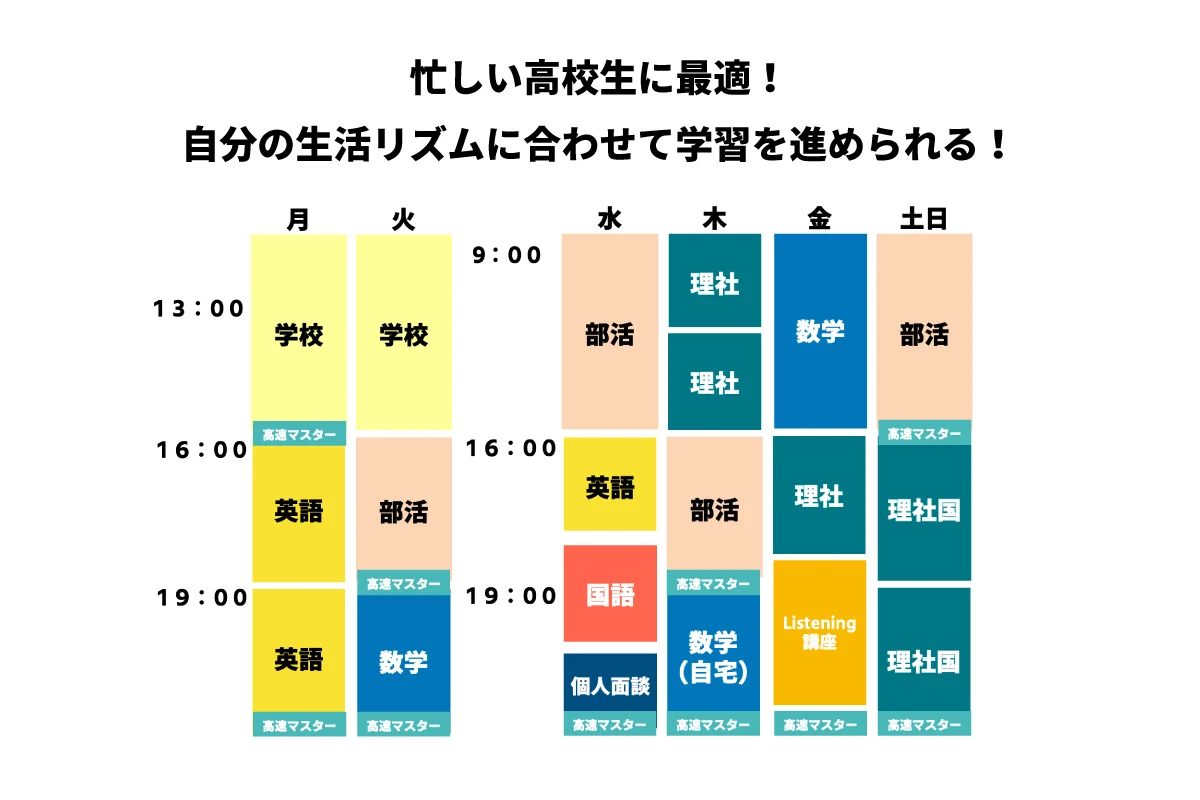 忙しい高校生に最適！
自分の生活リズムに合わせて学習を進められる！
月
火
13：00
16：00
19：00
学校
高速マスター
英語
英語
高速マスター
学校
部活
高速マスター
数学
高速マスター
水
木
金
土日
9：00
16：00
19：00
部活
英語
国語
個人面談
高速マスター
理社
理社
部活
高速マスター
数学
（自宅）
高速マスター
数学
理社
Listening
講座
高速マスター
部活
高速マスター
理社国
理社国
高速マスター